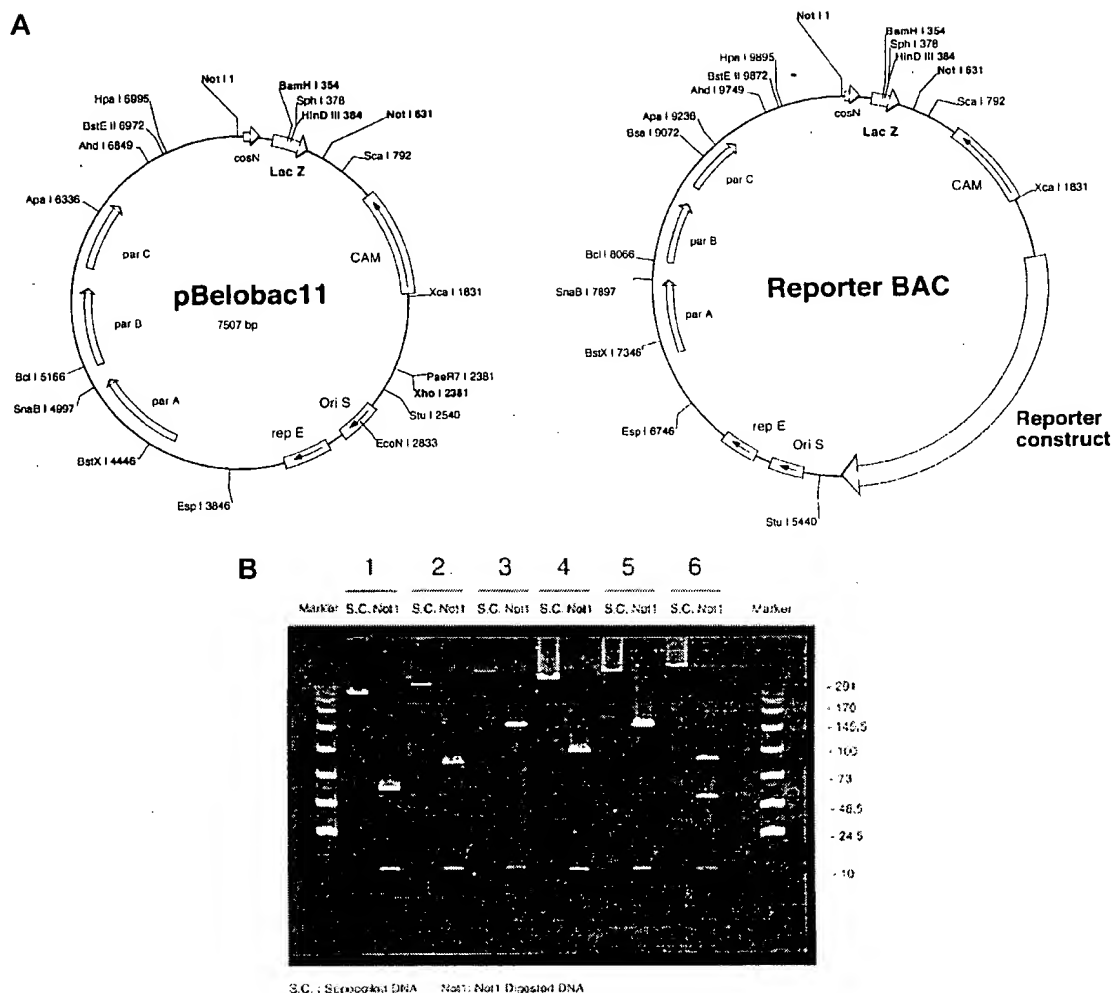 A
Not I 1
BamH I 354
Sph I 378
HinD III 384
Not I 631
Sca I 792
Hpa I 6995
BstE II 6972
Ahd I 6849
Apa I 6336
cosN
Lac Z
CAM
par C
pBelobac11
7507 bp
Xca I 1831
par B
Bcl I 5166
SnaB I 4997
par A
BstX I 4446
PaeR7 I 2381
Xho I 2381
Stu I 2540
Ori S
EcoN I 2833
rep E
Esp I 3846
Not I 1
BamH I 354
Sph I 378
HinD III 384
Not I 631
Sca I 792
Hpa I 9895
BstE II 9872
Ahd I 9749
Apa I 9236
Bsa I 9072
cosN
Lac Z
CAM
Xca I 1831
par C
par B
Bcl I 8066
SnaB I 7897
Reporter BAC
par A
BstX I 7346
Esp I 6746
rep E
Ori S
Stu I 5440
Reporter
construct
B
1 2 3 4 5 6
Marker S.C. Not1 S.C. Not1 S.C. Not1 S.C. Not1 S.C. Not1 S.C. Not1 Marker
- 291
- 170
- 145.5
- 100
- 73
- 48.5
- 24.5
- 10
S.C. : Supercoiled DNA Not1: Not1 Digested DNA